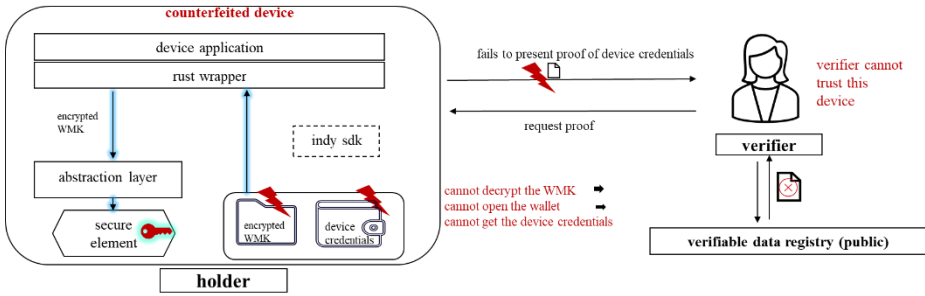 counterfeited device
device application
rust wrapper
encrypted
WMK
indy sdk
abstraction layer
secure
element
encrypted
WMK
device
credentials
holder
fails to present proof of device credentials
request proof
cannot decrypt the WMK
cannot open the wallet
cannot get the device credentials
verifier cannot
trust this
device
verifier
verifiable data registry (public)